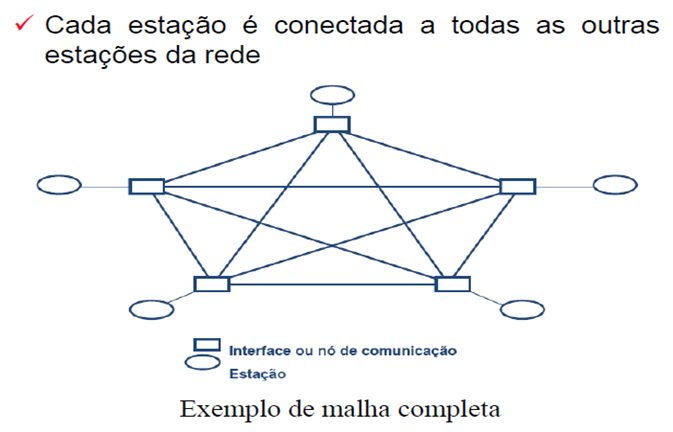 Cada estação é conectada a todas as outras
estações da rede
Interface ou nó de comunicação
Estação
Exemplo de malha completa